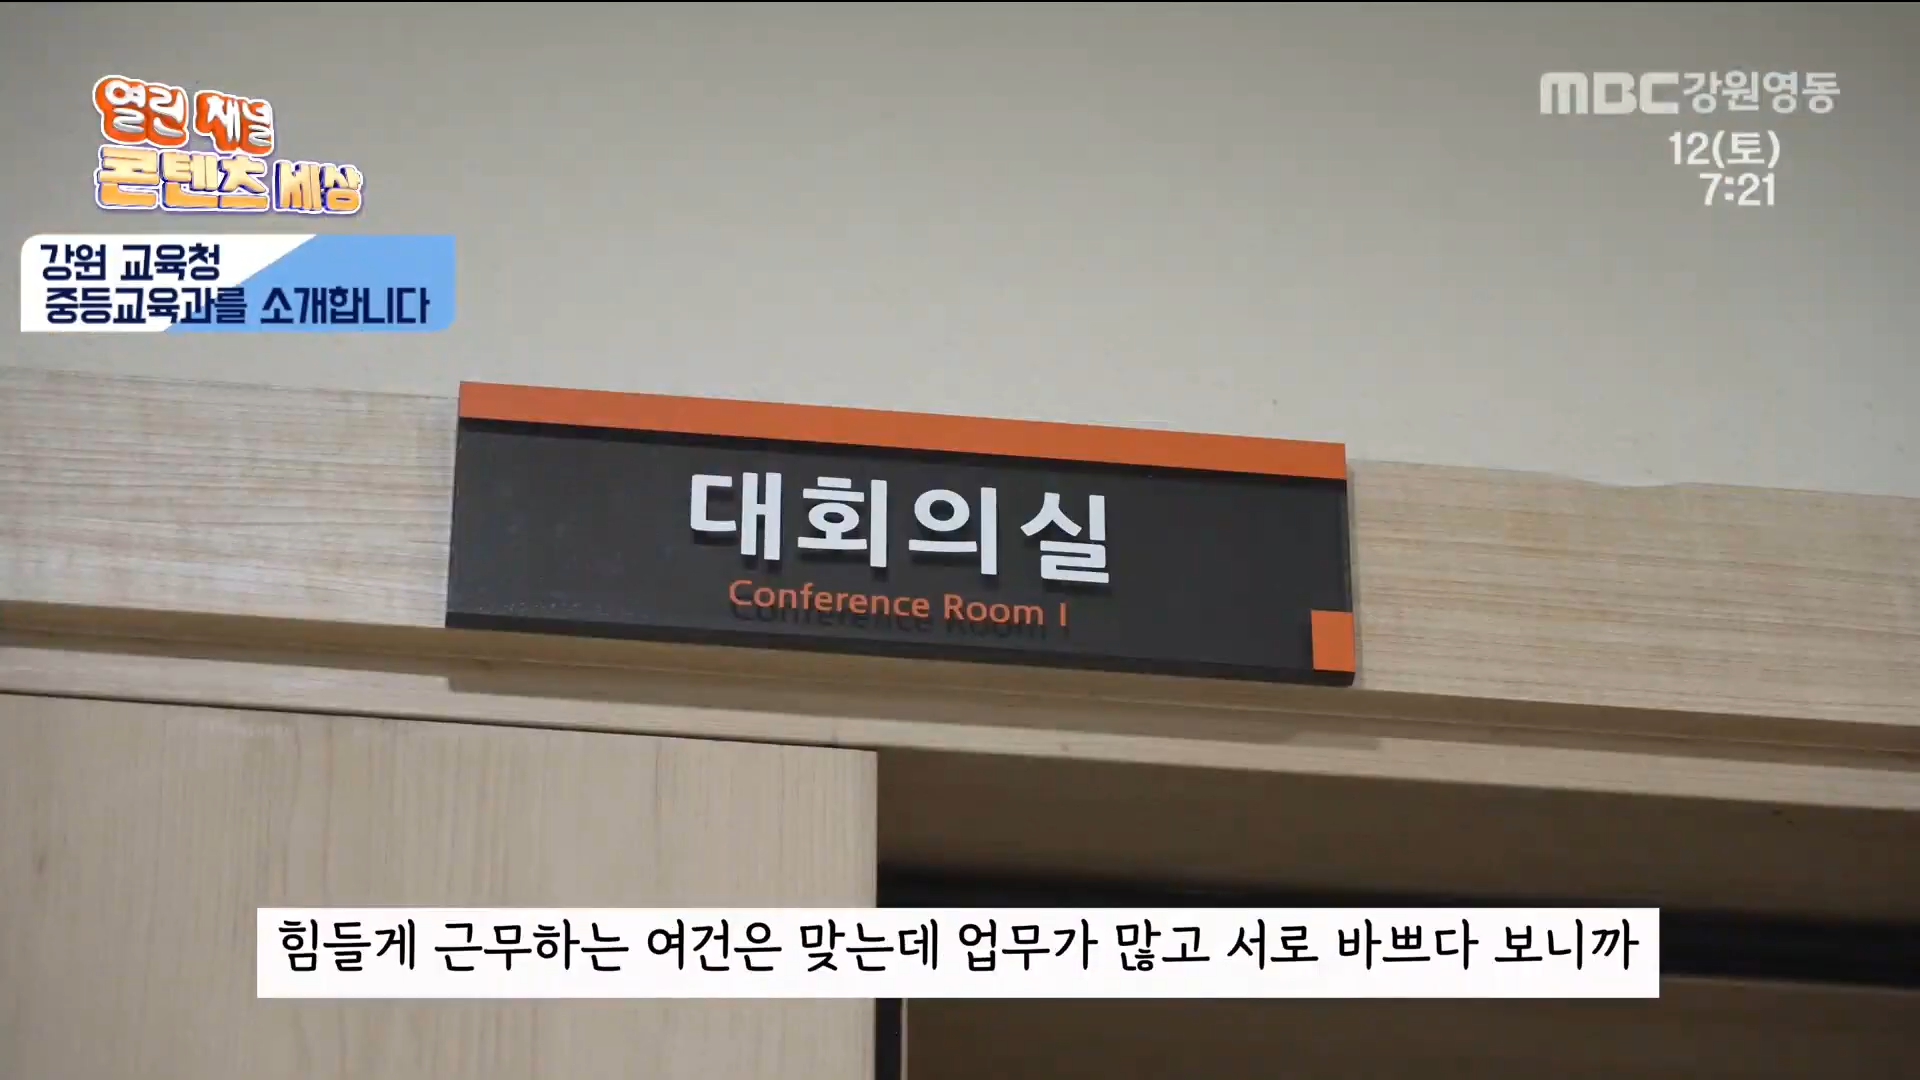 열린 채널
콘텐츠 세상
MBC강원영동
12(토)
7:21
강원 교육청
중등교육과를 소개합니다
대회의실
Conference Room I
힘들게 근무하는 여건은 맞는데 업무가 많고 서로 바쁘다 보니까